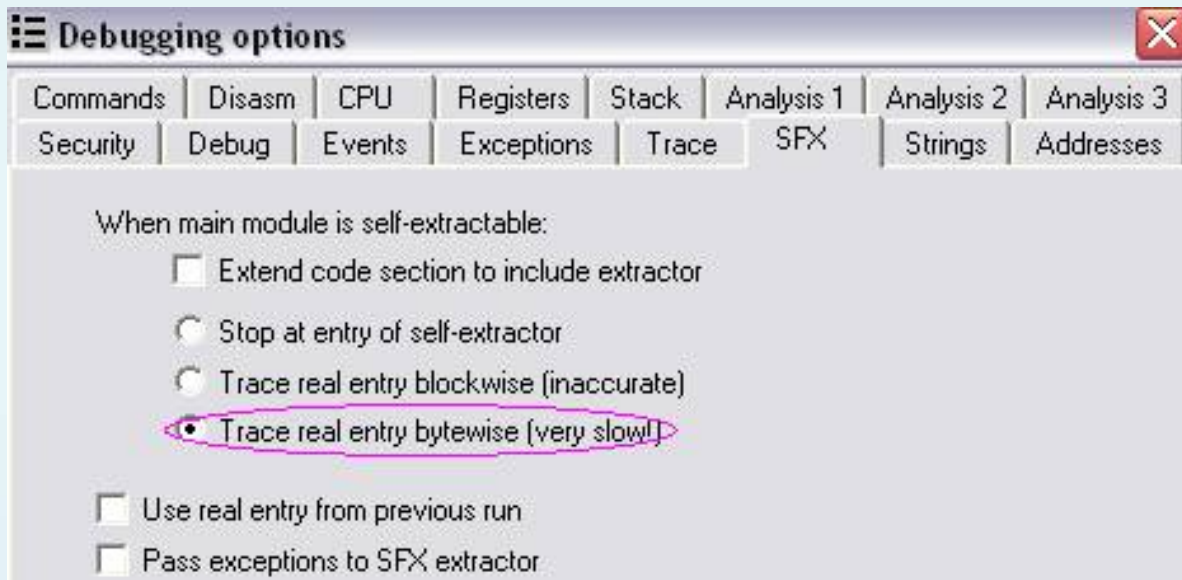 Debugging options
Commands Disasm CPU Registers Stack Analysis 1 Analysis 2 Analysis 3
Security Debug Events Exceptions Trace SFX Strings Addresses
When main module is self-extractable:
Extend code section to include extractor
Stop at entry of self-extractor
Trace real entry blockwise (inaccurate)
Trace real entry bytewise (very slow!)
Use real entry from previous run
Pass exceptions to SFX extractor